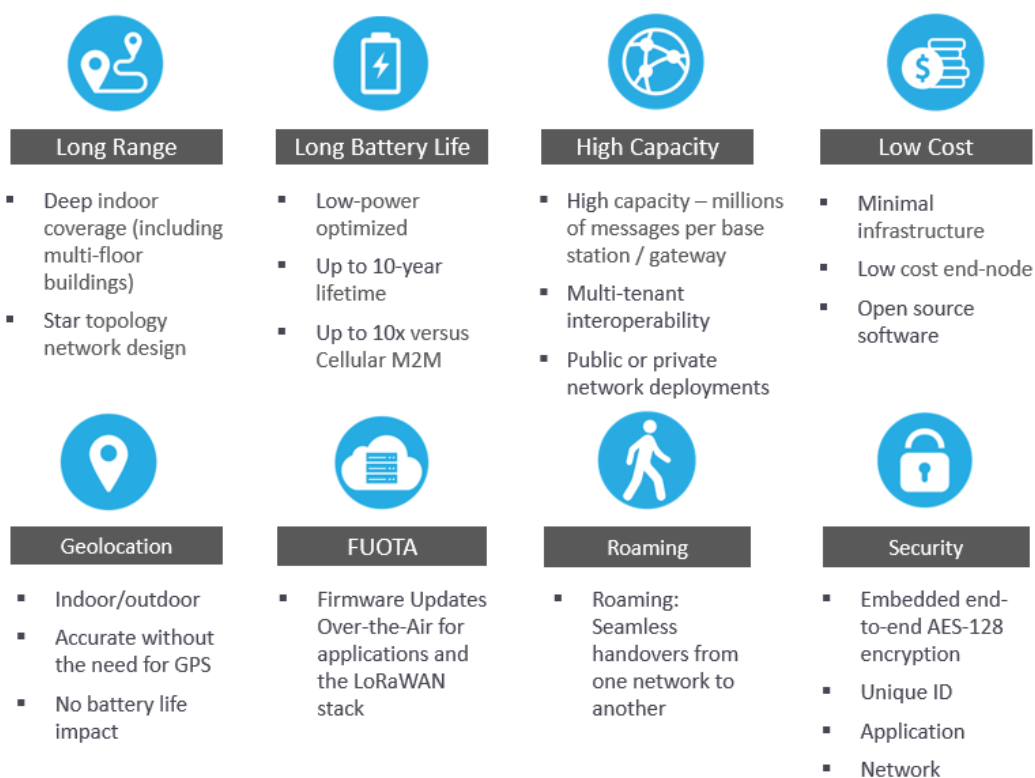 Long Range
▪ Deep indoor
coverage (including
multi-floor
buildings)
▪ Star topology
network design
Long Battery Life
▪ Low-power
optimized
▪ Up to 10-year
lifetime
▪ Up to 10x versus
Cellular M2M
High Capacity
▪ High capacity – millions
of messages per base
station / gateway
▪ Multi-tenant
interoperability
▪ Public or private
network deployments
$
Low Cost
▪ Minimal
infrastructure
▪ Low cost end-node
▪ Open source
software
Geolocation
▪ Indoor/outdoor
▪ Accurate without
the need for GPS
▪ No battery life
impact
FUOTA
▪ Firmware Updates
Over-the-Air for
applications and
the LoRaWAN
stack
Roaming
▪ Roaming:
Seamless
handovers from
one network to
another
Security
▪ Embedded end-
to-end AES-128
encryption
▪ Unique ID
▪ Application
▪ Network